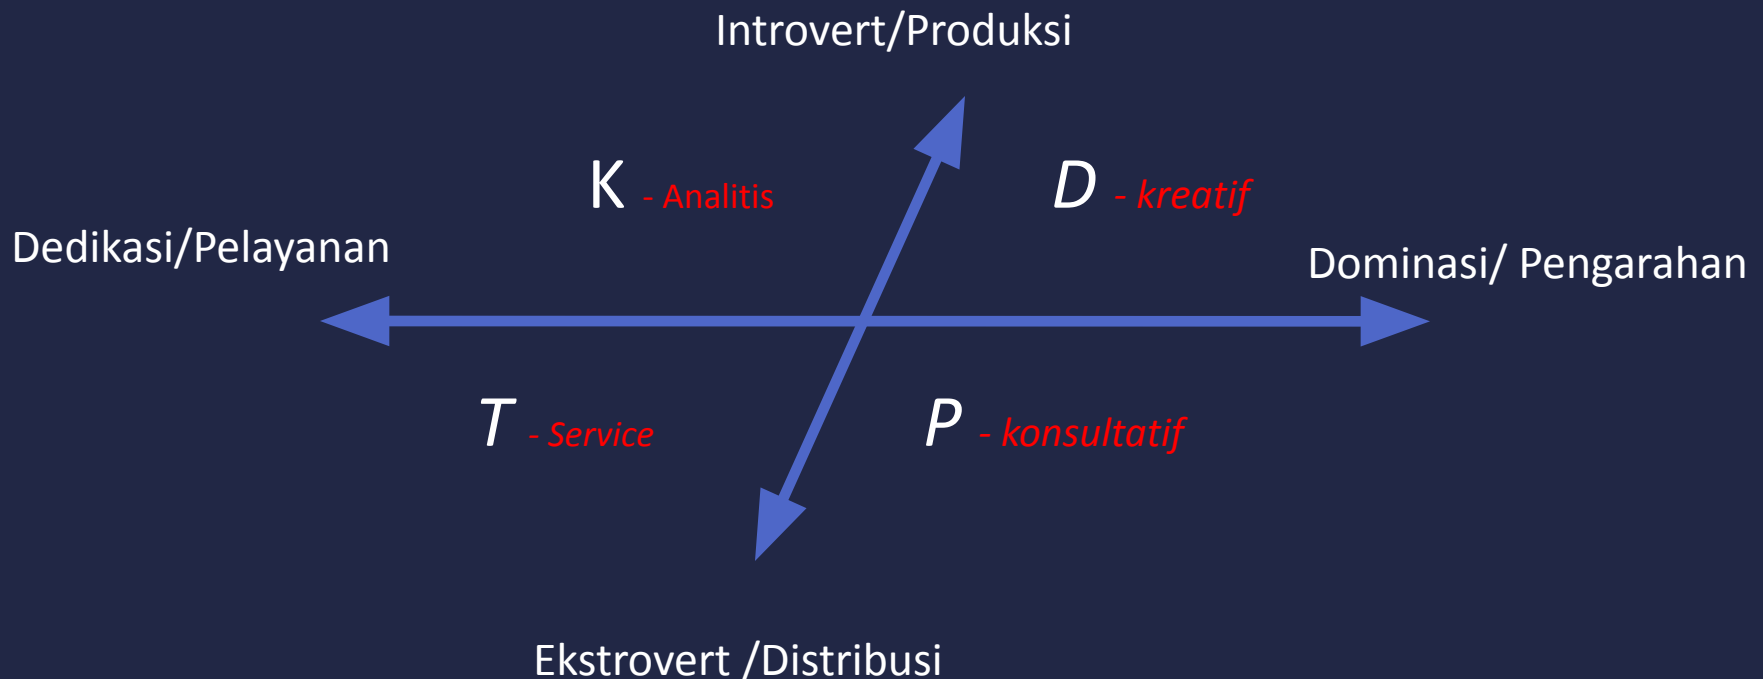 Introvert/Produksi
K - Analitis
D - kreatif
Dedikasi/Pelayanan
Dominasi/ Pengarahan
T - Service
P - konsultatif
Ekstrovert /Distribusi